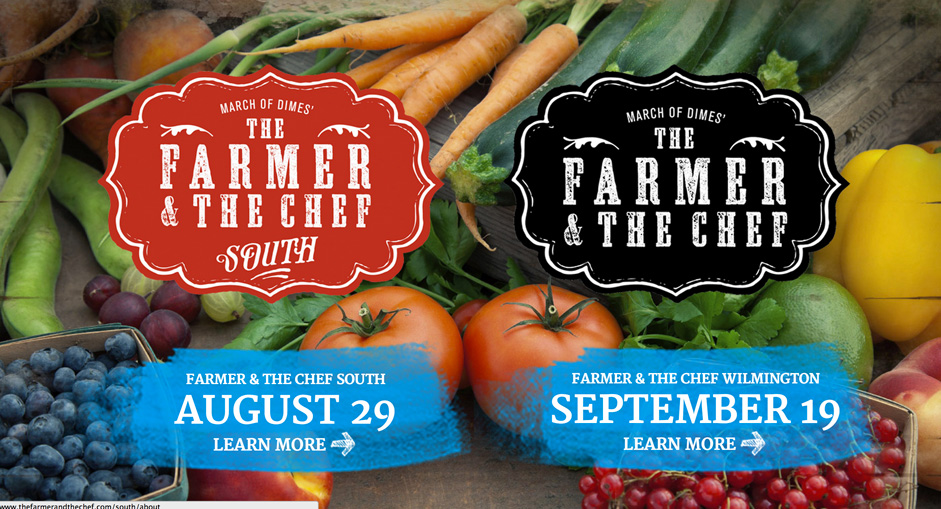 MARCH OF DIMES'
THE
FARMER
& THE CHEF
SOUTH
MARCH OF DIMES'
THE
FARMER
& THE CHEF
FARMER & THE CHEF SOUTH
AUGUST 29
LEARN MORE
FARMER & THE CHEF WILMINGTON
SEPTEMBER 19
LEARN MORE
www.thefarmerandthechef.com/south/about